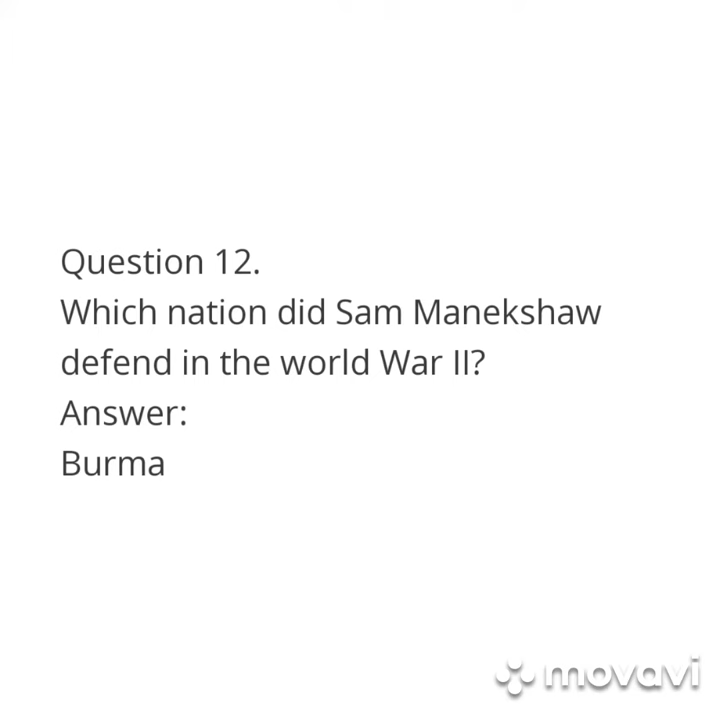 Question 12.
Which nation did Sam Manekshaw
defend in the world War II?
Answer:
Burma
movavi